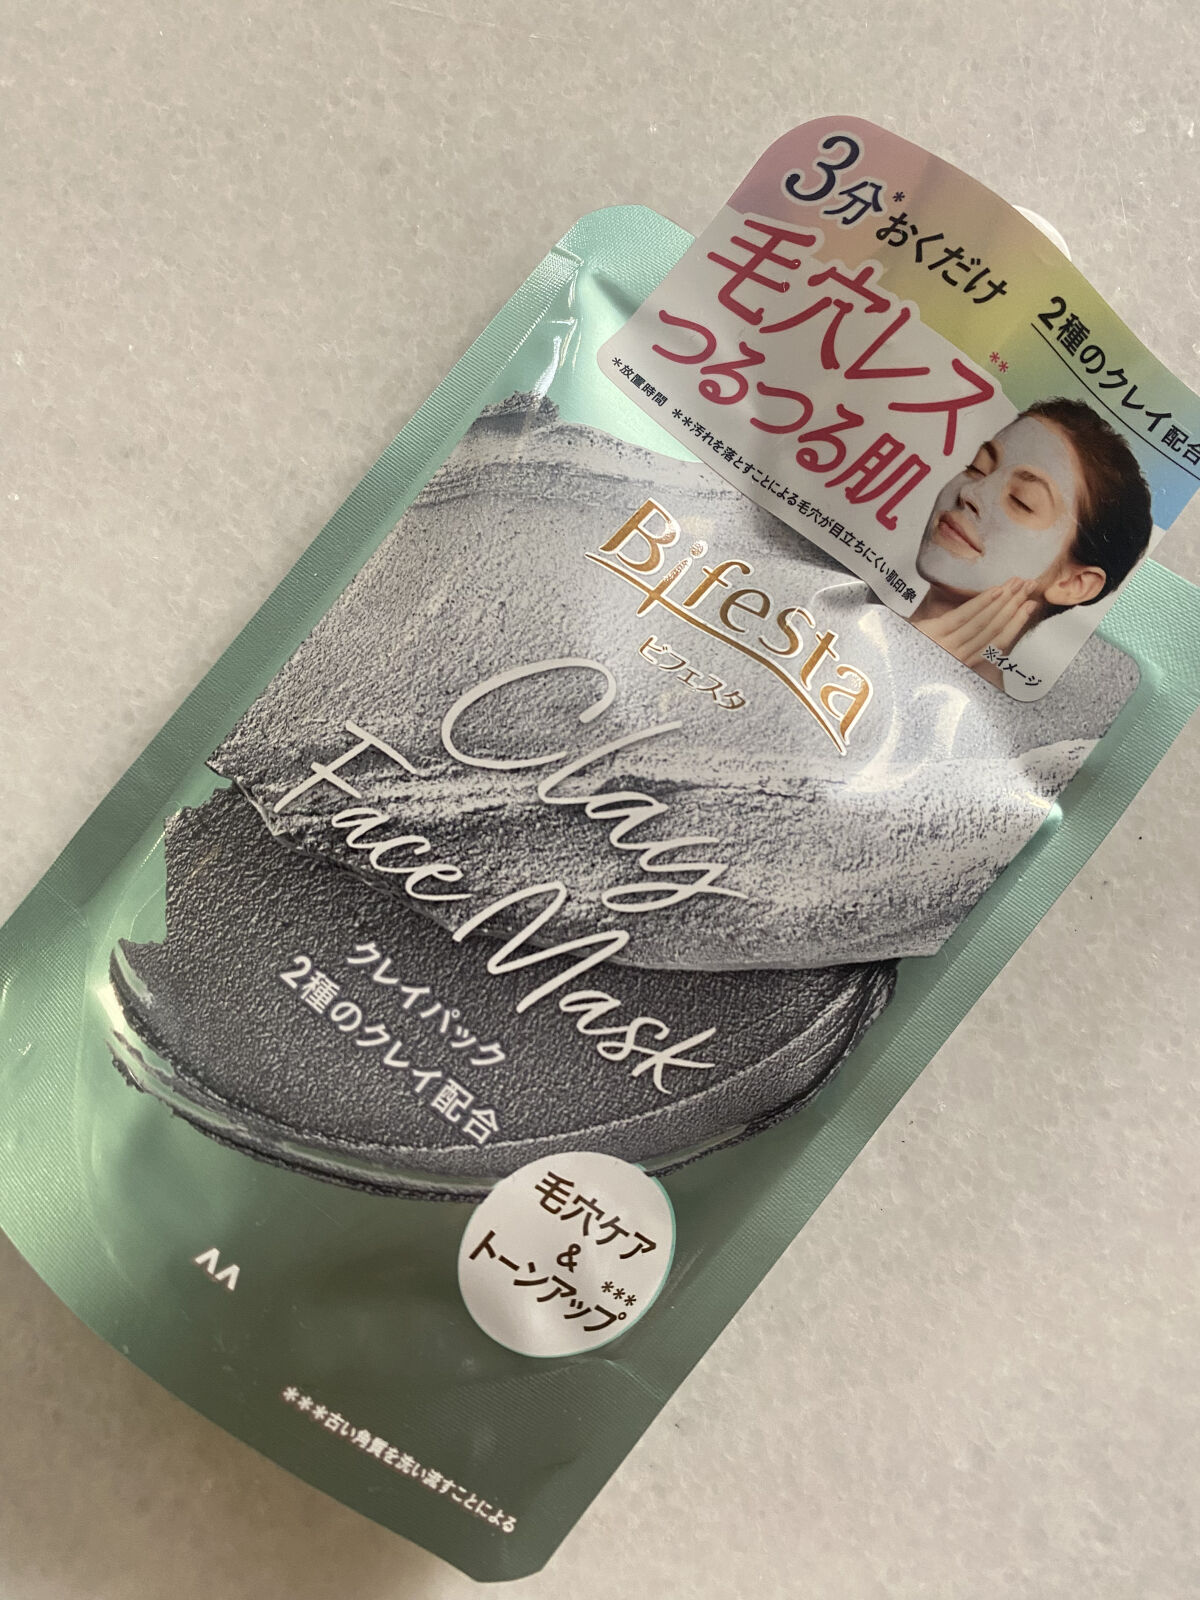 3分*おくだけ
2種のクレイ配合
毛穴レス**
つるつる肌
*放置時間 **汚れを落とすことによる毛穴が目立ちにくい肌印象
※イメージ
Bifesta
ビフェスタ
Clay
Face Mask
クレイパック
2種のクレイ配合
毛穴ケア
&
トーンアップ***
***古い角質を洗い流すことによる